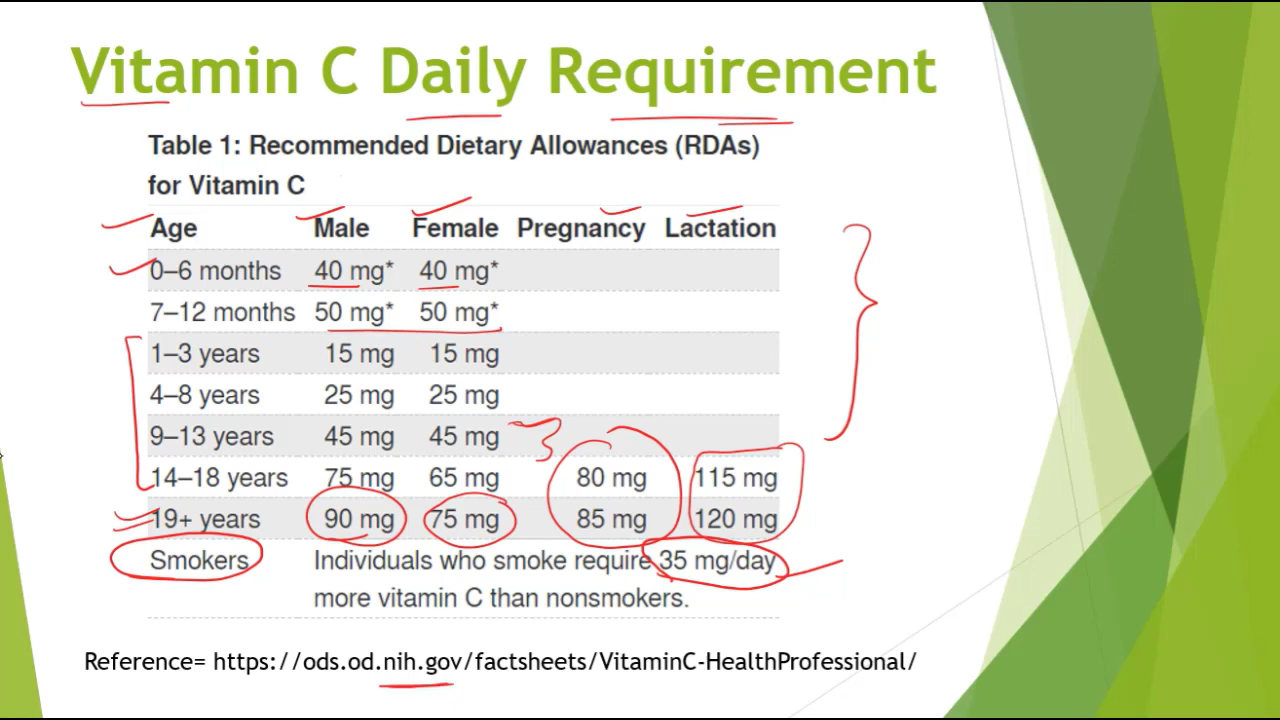 Vitamin C Daily Requirement
Table 1: Recommended Dietary Allowances (RDAs)
for Vitamin C
Age Male Female Pregnancy Lactation
0–6 months 40 mg* 40 mg*
7–12 months 50 mg* 50 mg*
1–3 years 15 mg 15 mg
4–8 years 25 mg 25 mg
9–13 years 45 mg 45 mg
14–18 years 75 mg 65 mg 80 mg 115 mg
19+ years 90 mg 75 mg 85 mg 120 mg
Smokers Individuals who smoke require 35 mg/day
more vitamin C than nonsmokers.
Reference= https://ods.od.nih.gov/factsheets/VitaminC-HealthProfessional/